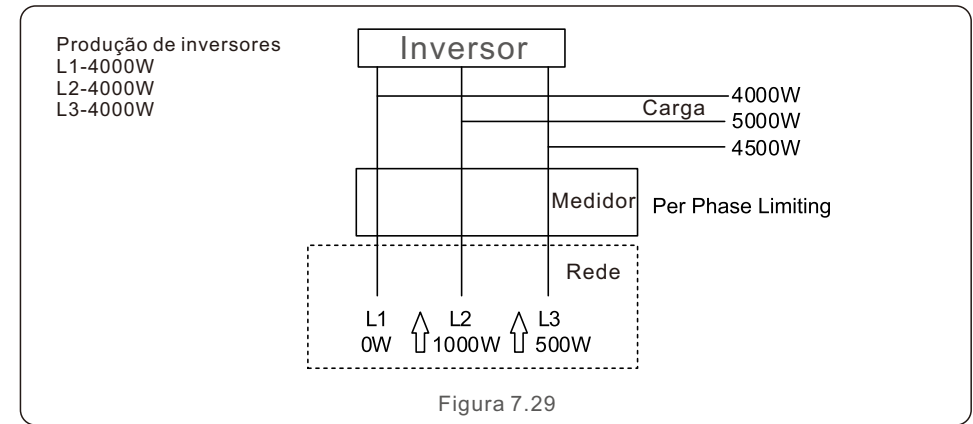 Produção de inversores
L1-4000W
L2-4000W
L3-4000W
Inversor
Carga
4000W
5000W
4500W
Medidor
Per Phase Limiting
Rede
L1 L2 L3
0W 1000W 500W
Figura 7.29